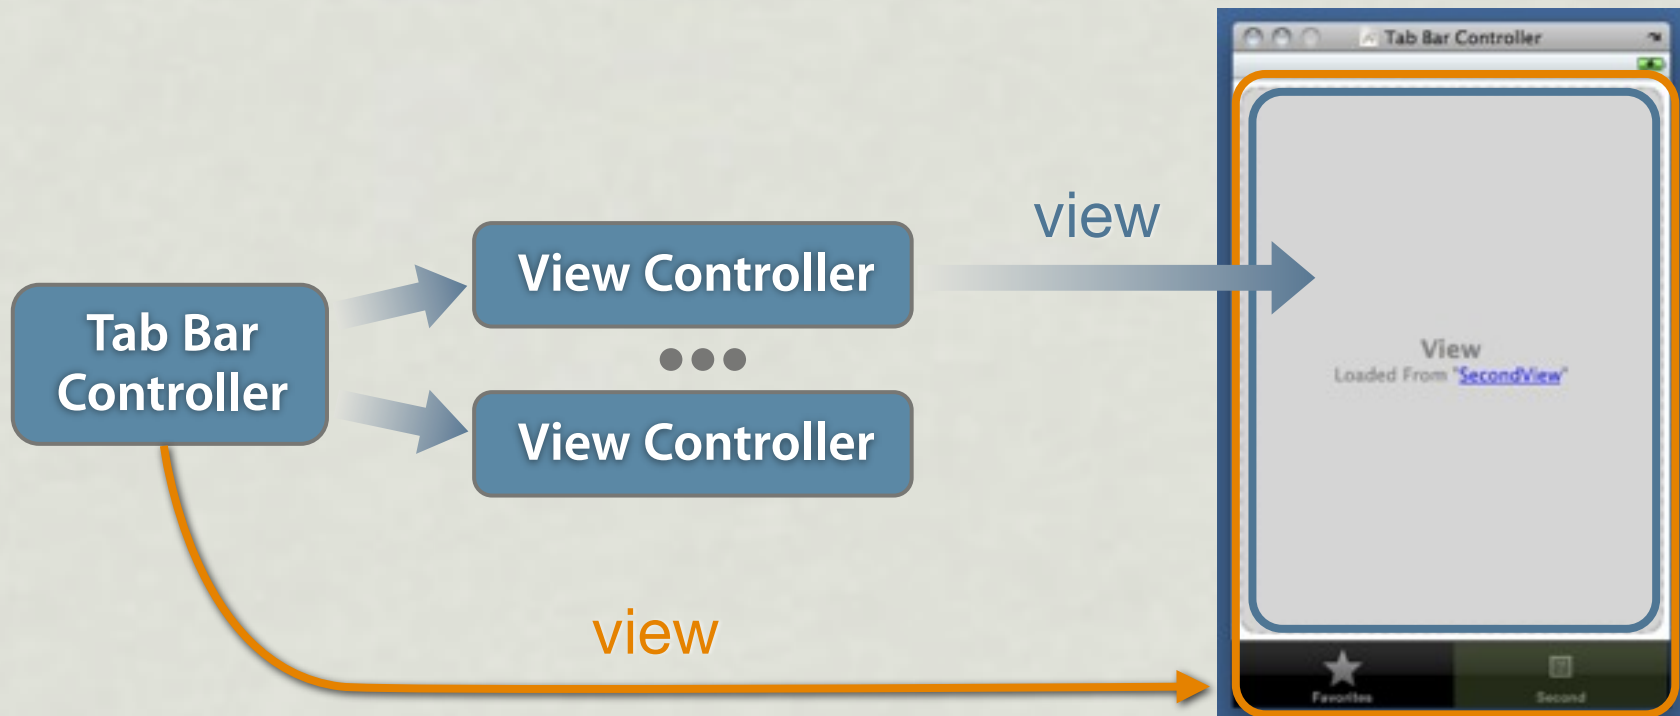 Tab Bar Controller
view
View Controller
Tab Bar
Controller
View Controller
View
Loaded From "SecondView"
view
Favorites
Second